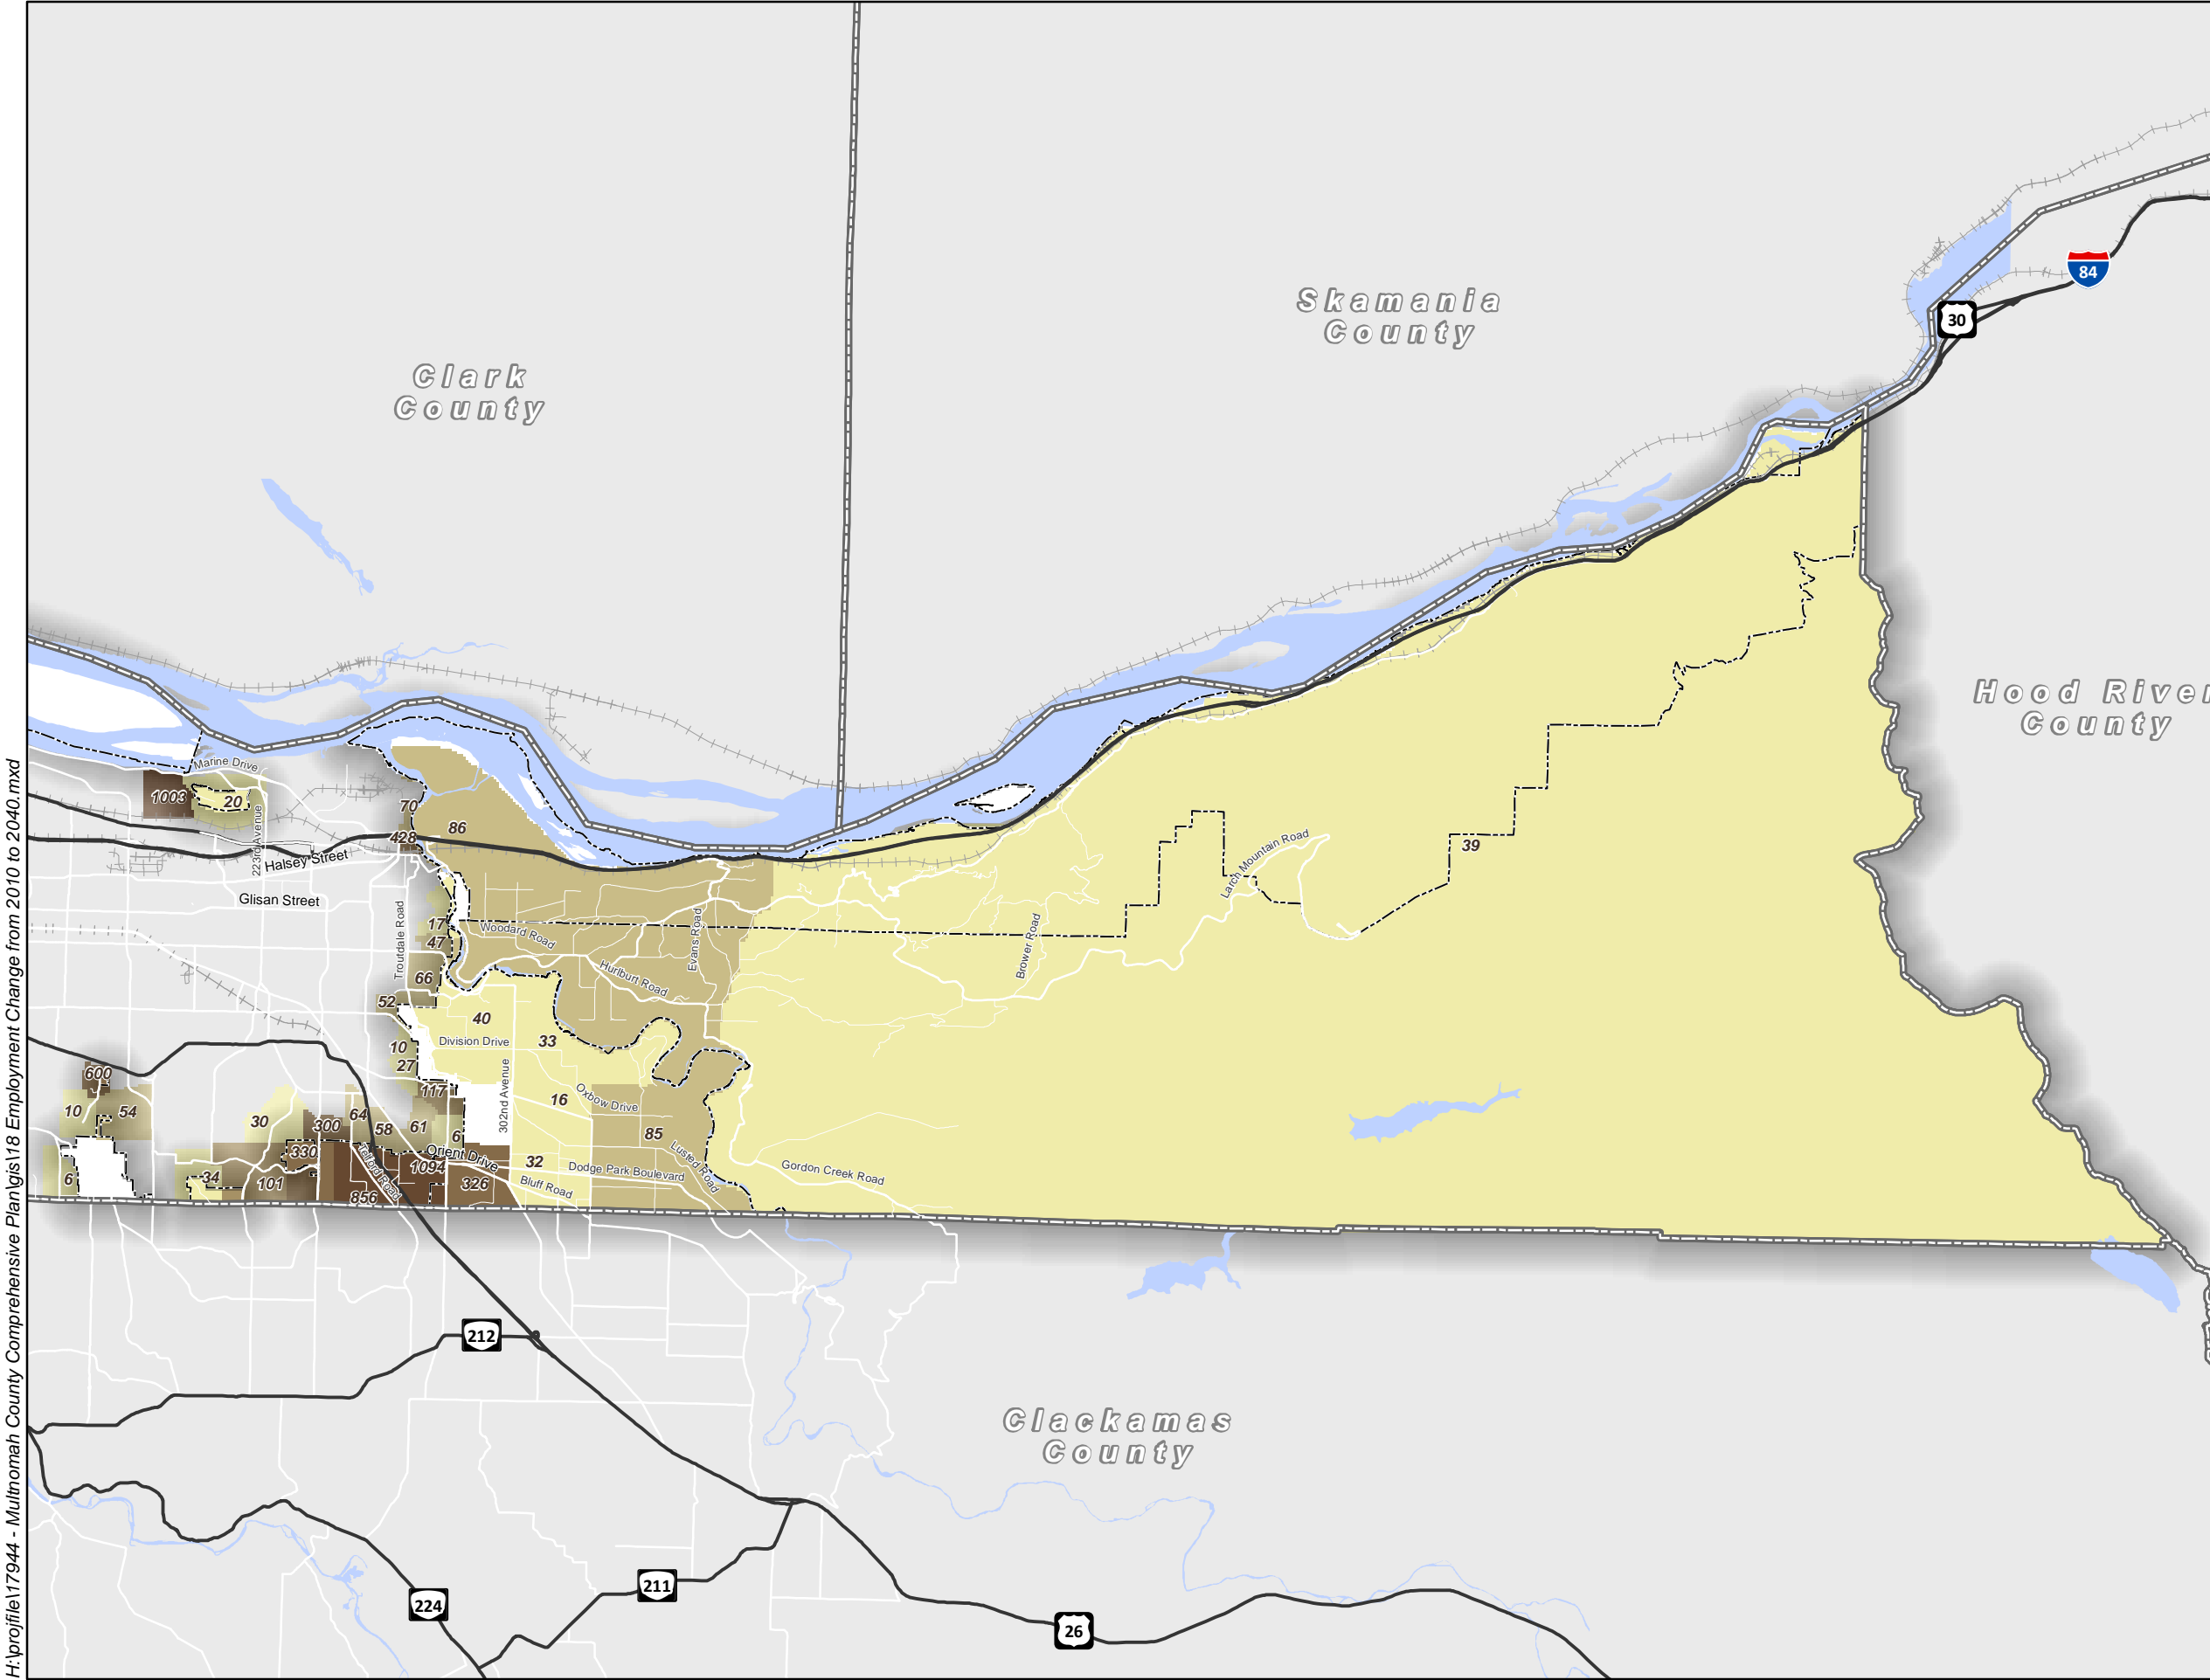 H:\projfile\17944 - Multnomah County Comprehensive Plan\gis\18 Employment Change from 2010 to 2040.mxd
84
Skamania
County
30
Clark
County
Hood River
County
Marine Drive
1003
20
70
86
428
223rd Avenue
Halsey Street
39
Larch Mountain Road
Glisan Street
17
47
Troutdale Road
Woodard Road
Evans Road
Brower Road
66
Hurlburt Road
52
40
10
Division Drive
33
27
600
117
302nd Avenue
Oxbow Drive
16
10
54
30
300
64
58
61
6
85
330
Orient Drive
Telford Road
1094
32
Lusted Road
Dodge Park Boulevard
Gordon Creek Road
6
34
101
856
326
Bluff Road
212
Clackamas
County
211
224
26